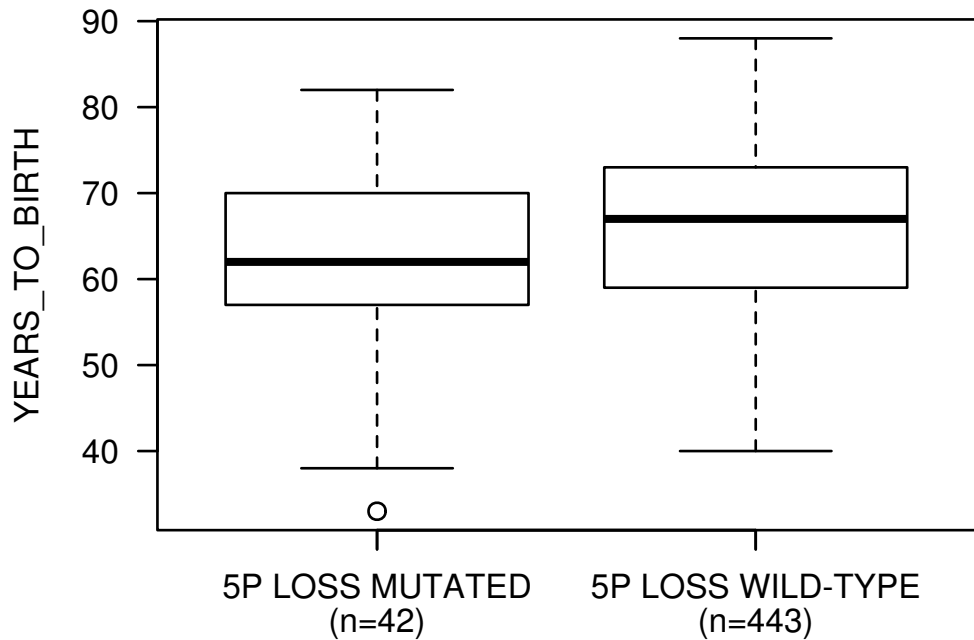 YEARS_TO_BIRTH
90
80
70
60
50
40
5P LOSS MUTATED
(n=42)
5P LOSS WILD-TYPE
(n=443)